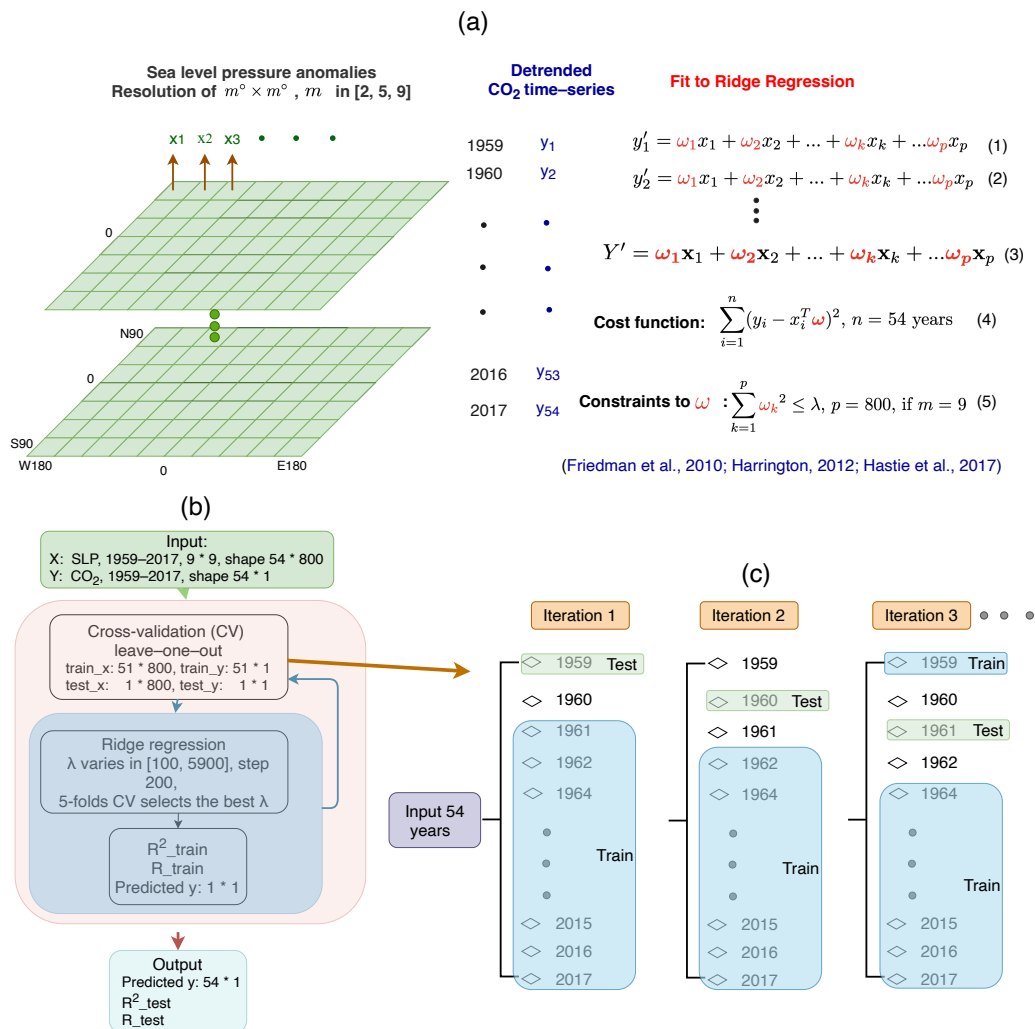 (a)
Sea level pressure anomalies
Resolution of m° × m° , m in [2, 5, 9]
x1 x2 x3 • • •
0
N90
0
S90
W180 0 E180
Detrended
CO₂ time–series
1959 y₁
1960 y₂
• •
• •
• •
2016 y₅₃
2017 y₅₄
Fit to Ridge Regression
y′₁ = ω₁x₁ + ω₂x₂ + ... + ωₖxₖ + ...ωₚxₚ (1)
y′₂ = ω₁x₁ + ω₂x₂ + ... + ωₖxₖ + ...ωₚxₚ (2)
⋮
Y′ = ω₁x₁ + ω₂x₂ + ... + ωₖxₖ + ...ωₚxₚ (3)
Cost function: ∑ⁿᵢ₌₁(yᵢ − xᵢᵀω)², n = 54 years (4)
Constraints to ω : ∑ᵖₖ₌₁ ωₖ² ≤ λ, p = 800, if m = 9 (5)
(Friedman et al., 2010; Harrington, 2012; Hastie et al., 2017)
(b)
Input:
X: SLP, 1959–2017, 9 * 9, shape 54 * 800
Y: CO₂, 1959–2017, shape 54 * 1
Cross-validation (CV)
leave–one–out
train_x: 51 * 800, train_y: 51 * 1
test_x: 1 * 800, test_y: 1 * 1
Ridge regression
λ varies in [100, 5900], step
200,
5-folds CV selects the best λ
R²_train
R_train
Predicted y: 1 * 1
Output
Predicted y: 54 * 1
R²_test
R_test
(c)
Input 54
years
Iteration 1
1959 Test
1960
1961
1962
1964
•
•
Train
•
2015
2016
2017
Iteration 2
1959
1960 Test
1961
1962
1964
•
•
Train
•
2015
2016
2017
Iteration 3 • • •
1959 Train
1960
1961 Test
1962
1964
•
•
Train
•
2015
2016
2017